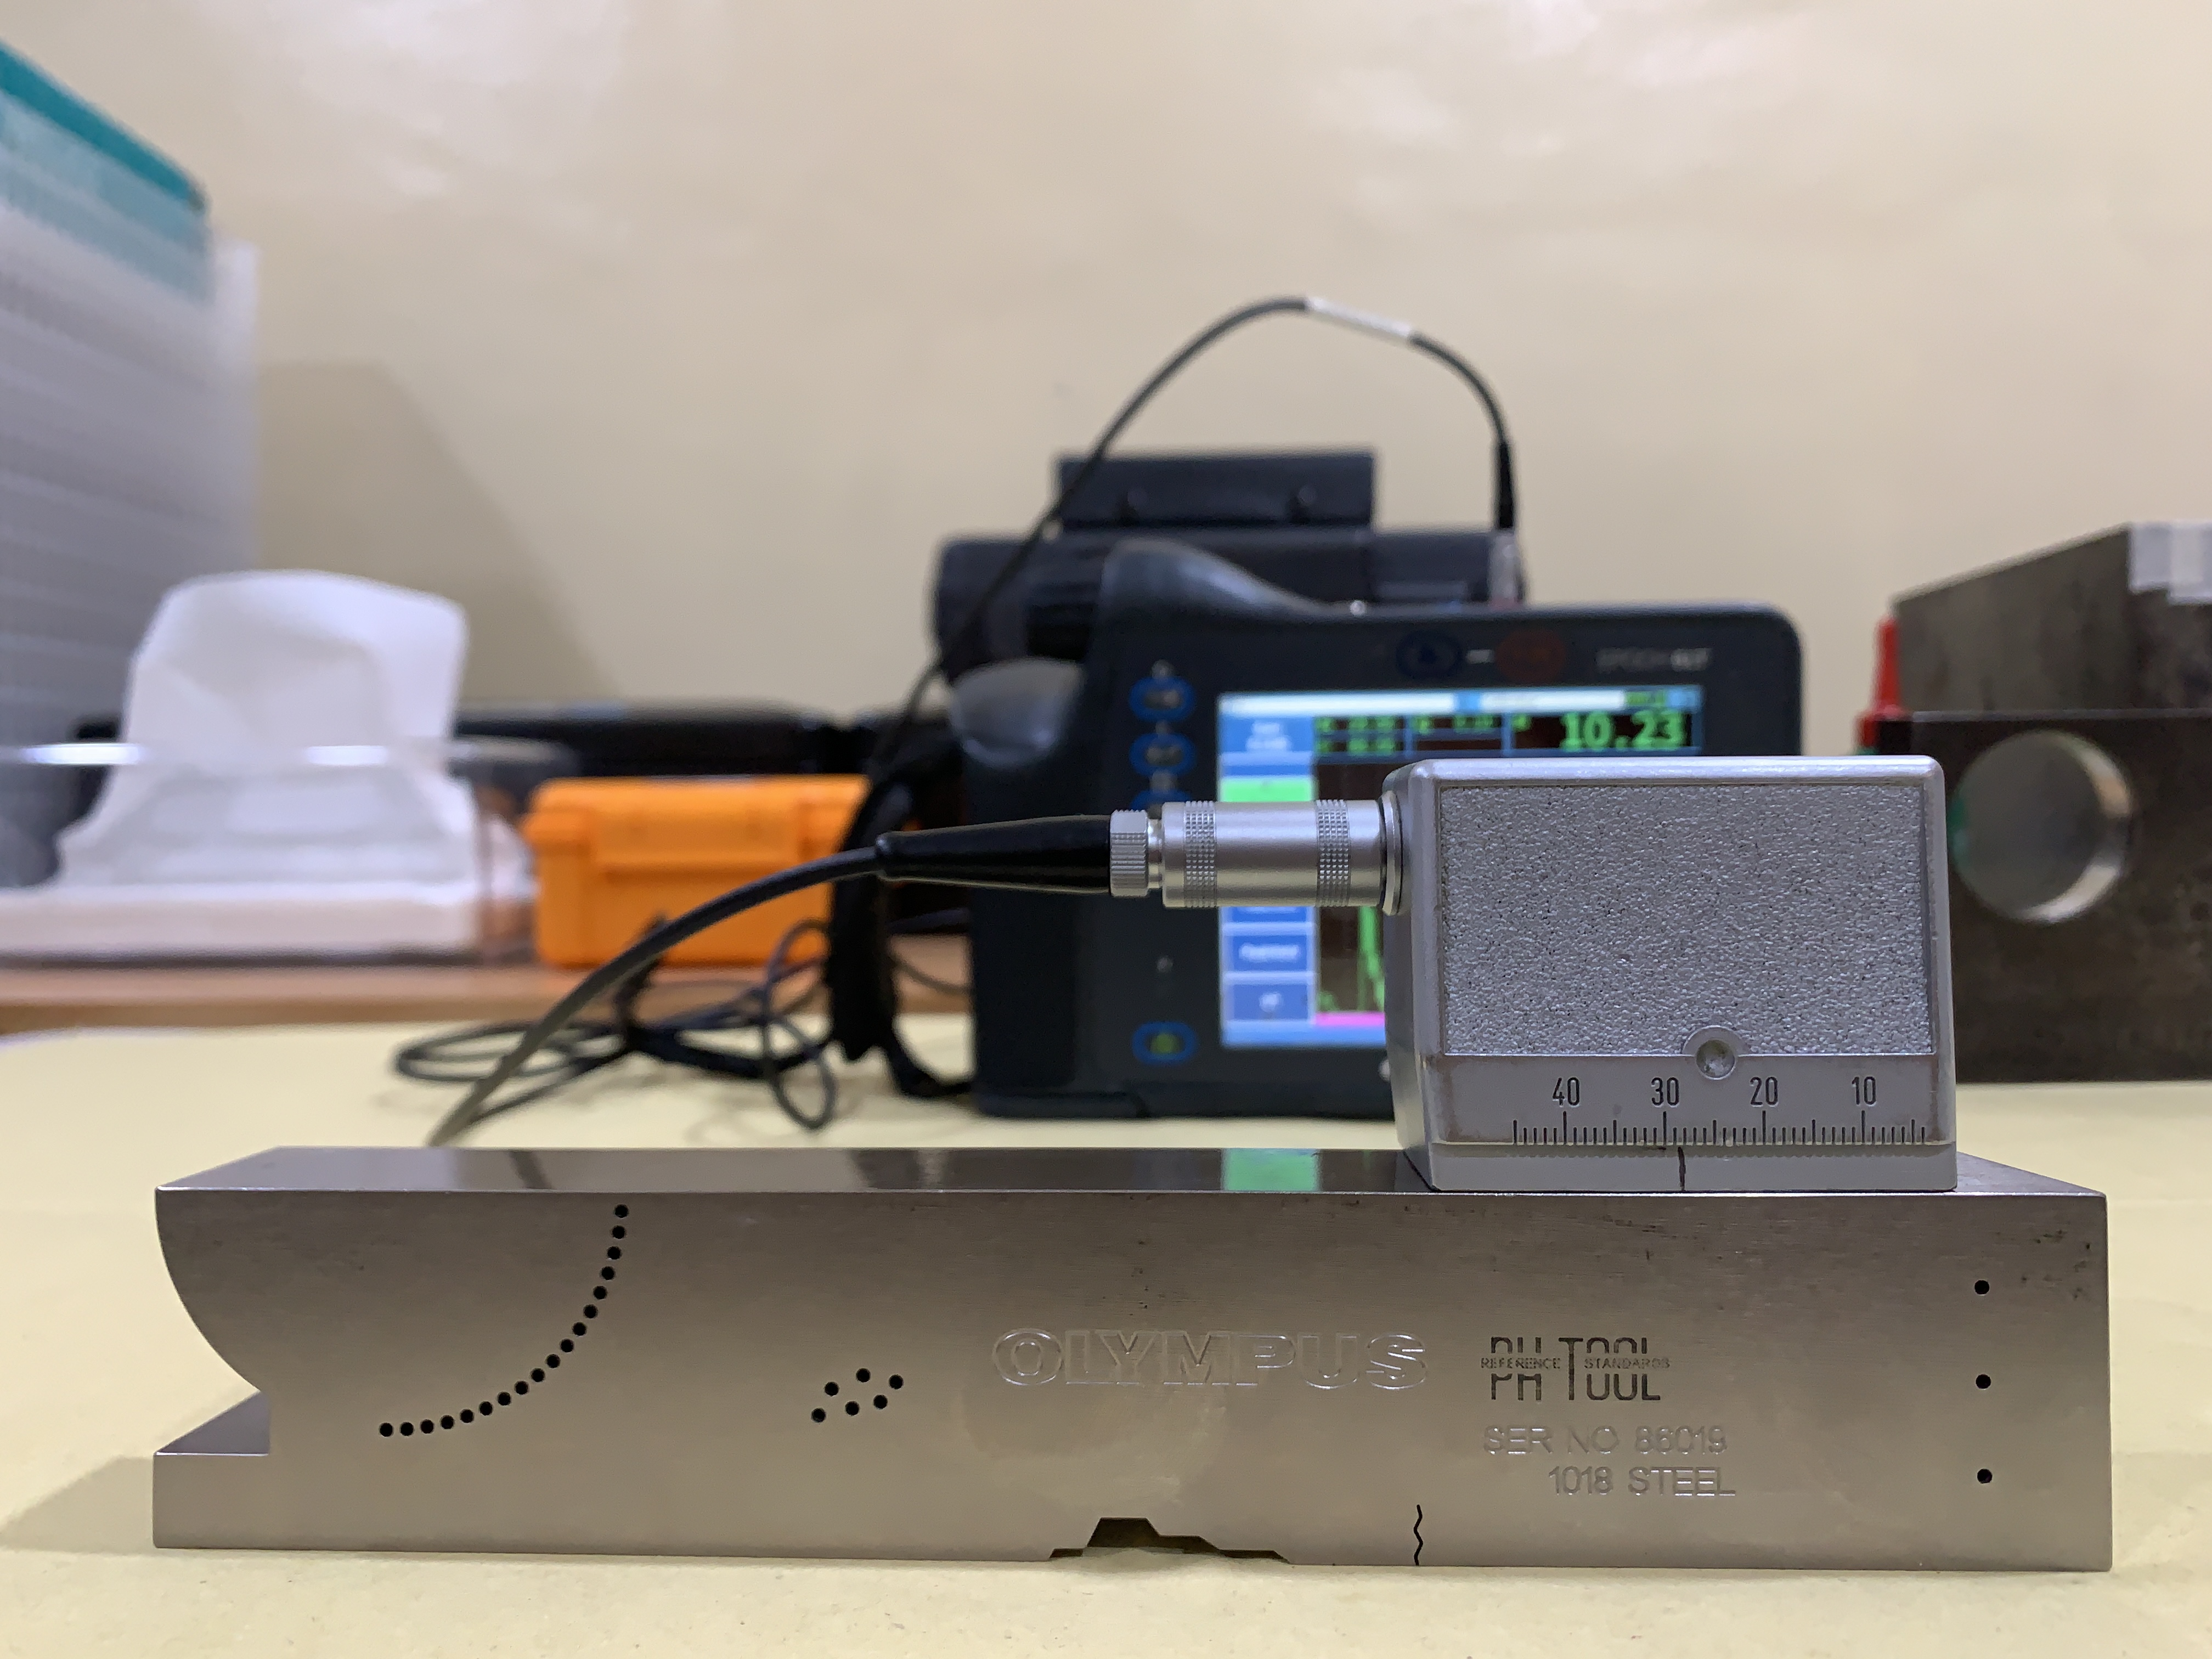 10.23
40 30 20 10
OLYMPUS
PH TOOL
REFERENCE STANDARDS
SER NO 86019
1018 STEEL